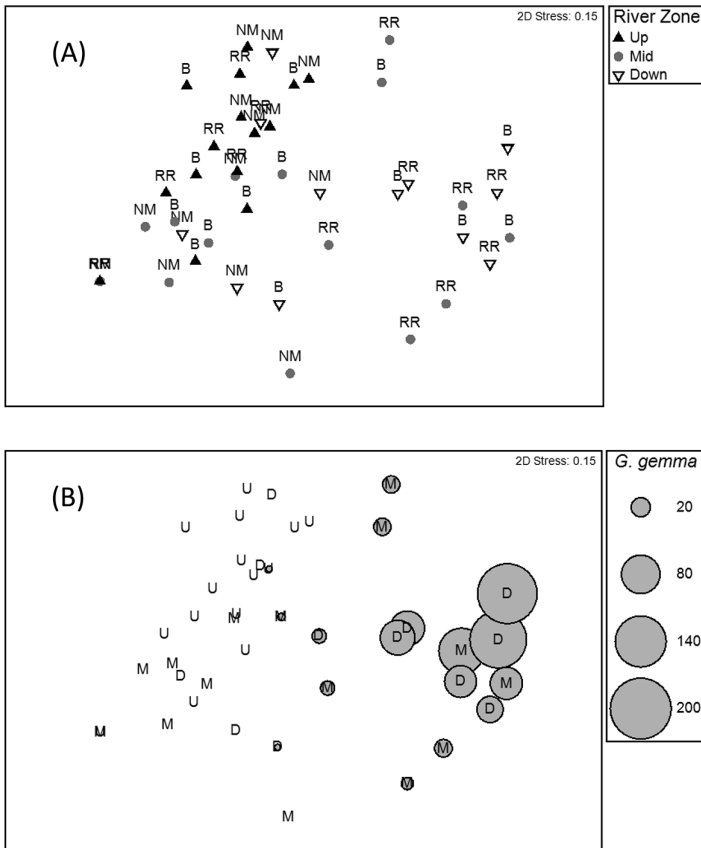 (A)
2D Stress: 0.15
River Zone
Up
Mid
Down
NM NM RR
RR NM B
B B
NM RR NM
NM
RR
RR B
B NM
B
RR NM B RR
RR RR
B B
NM NM
B RR B B
B RR
RR NM NM
B
RR
RR
NM
(B)
2D Stress: 0.15
G. gemma
20
80
140
200
U D M
U U U M
U
U D U
U
U D
U U M M
U D D D
M M U M
D M M D M
U D
M M D D M
M
M